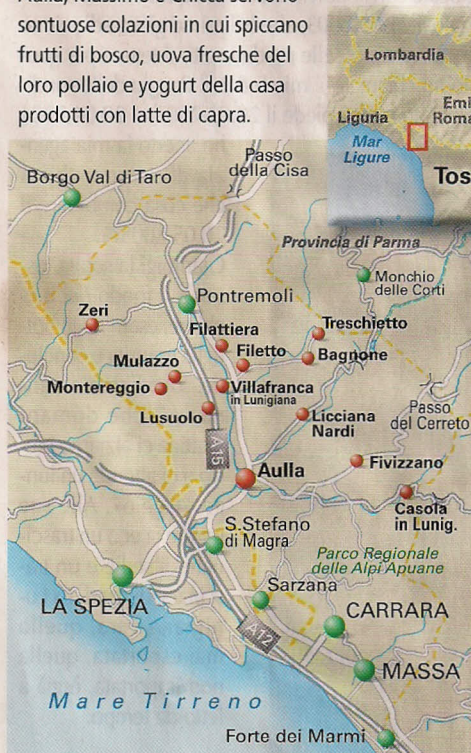 sontuose colazioni in cui spiccano
frutti di bosco, uova fresche del
loro pollaio e yogurt della casa
prodotti con latte di capra.
Lombardia
Liguria
Mar
Ligure
Passo
della Cisa
Borgo Val di Taro
Provincia di Parma
Monchio
delle Corti
Pontremoli
Zeri
Filattiera
Treschietto
Filetto
Bagnone
Mulazzo
Montereggio
Villafranca
in Lunigiana
Lusuolo
Licciana
Nardi
Passo
del Cerreto
A15
Aulla
Fivizzano
Casola
in Lunig.
S.Stefano
di Magra
Parco Regionale
delle Alpi Apuane
LA SPEZIA
Sarzana
CARRARA
A12
MASSA
Mare Tirreno
Forte dei Marmi